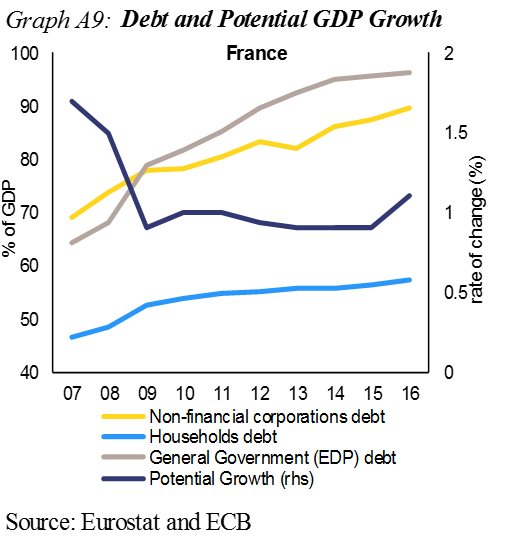 Graph A9: Debt and Potential GDP Growth
France
% of GDP
100
90
80
70
60
50
40
2
1.5
1
0.5
0
rate of change (%)
07 08 09 10 11 12 13 14 15 16
Non-financial corporations debt
Households debt
General Government (EDP) debt
Potential Growth (rhs)
Source: Eurostat and ECB